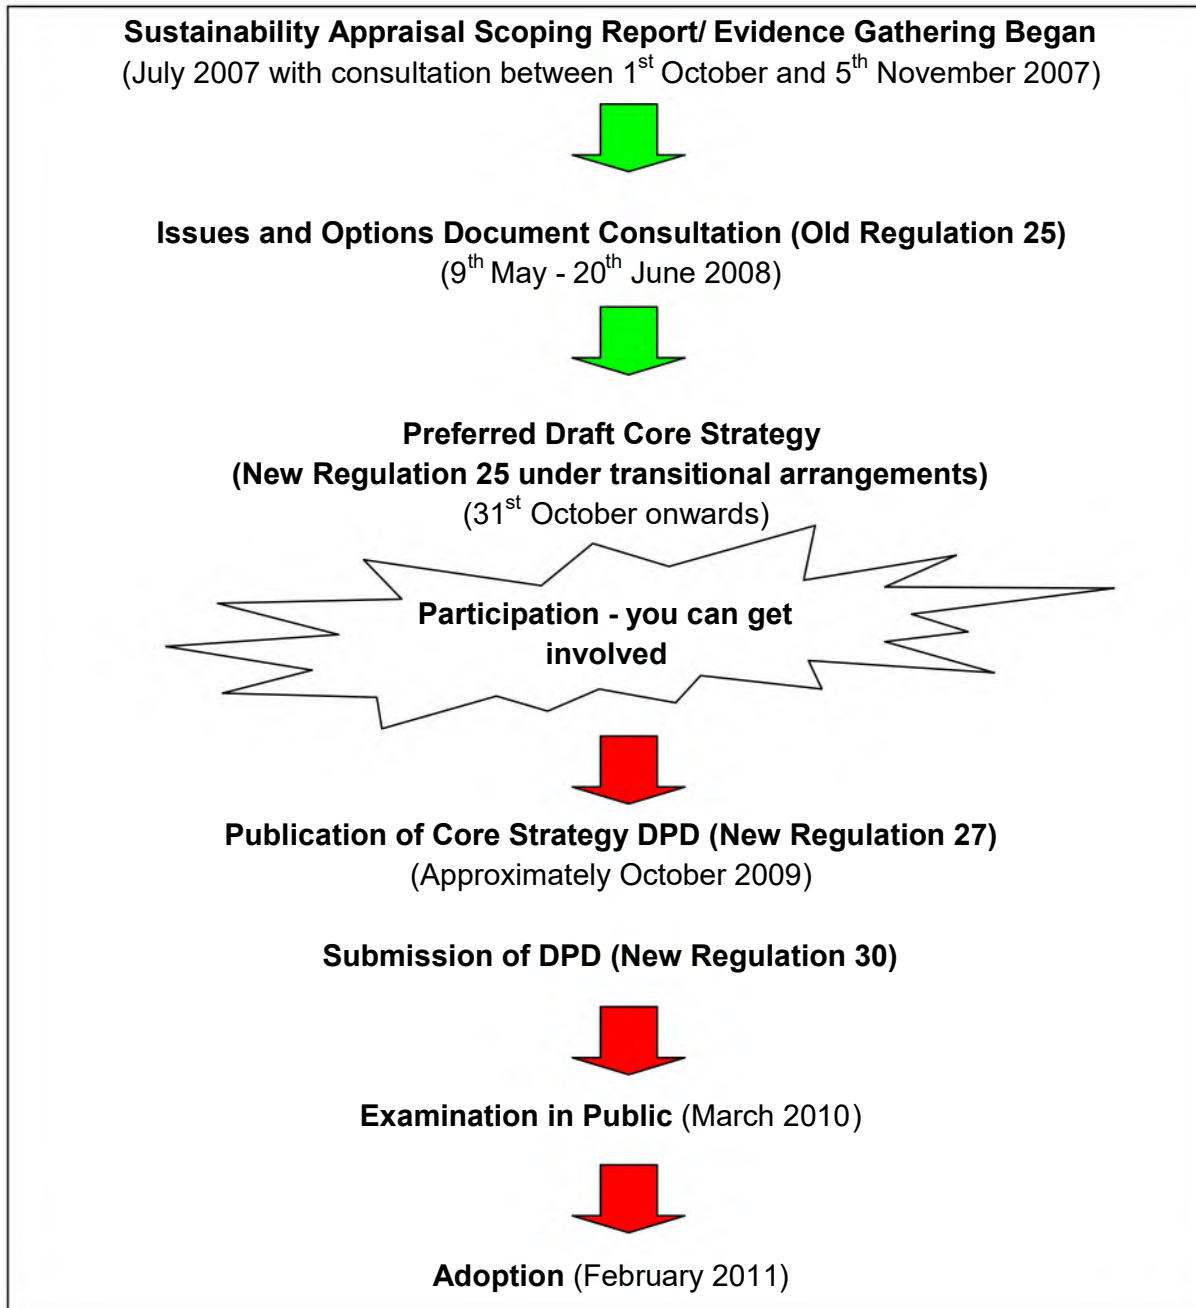 Sustainability Appraisal Scoping Report/ Evidence Gathering Began
(July 2007 with consultation between 1st October and 5th November 2007)
Issues and Options Document Consultation (Old Regulation 25)
(9th May - 20th June 2008)
Preferred Draft Core Strategy
(New Regulation 25 under transitional arrangements)
(31st October onwards)
Participation - you can get
involved
Publication of Core Strategy DPD (New Regulation 27)
(Approximately October 2009)
Submission of DPD (New Regulation 30)
Examination in Public (March 2010)
Adoption (February 2011)